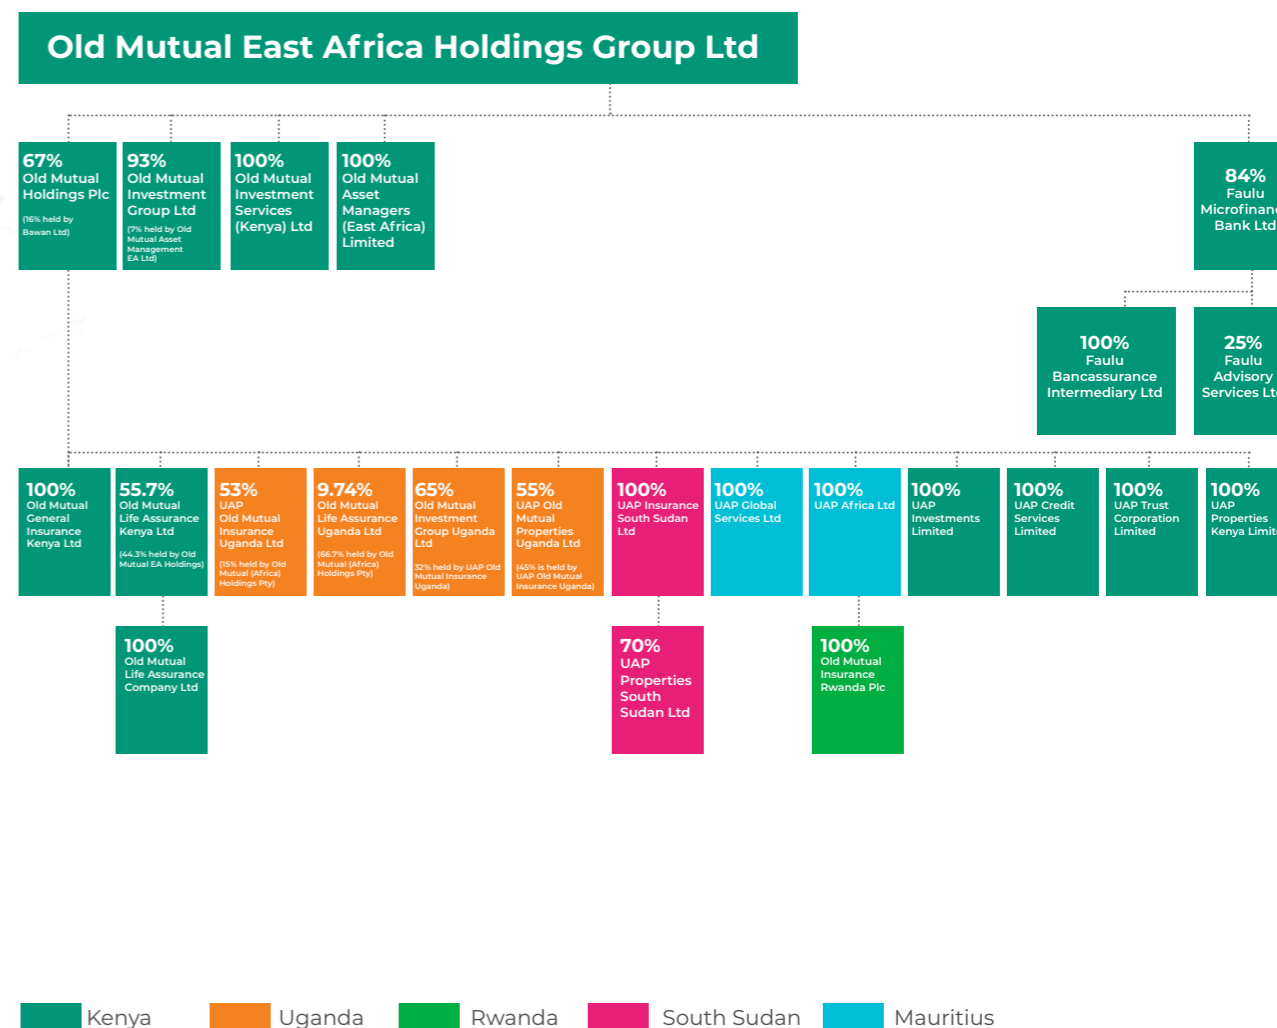 Old Mutual East Africa Holdings Group Ltd
67%
Old Mutual
Holdings Plc
(16% held by
Bawan Ltd)
93%
Old Mutual
Investment
Group Ltd
(7% held by Old
Mutual Asset
Management
EA Ltd)
100%
Old Mutual
Investment
Services
(Kenya) Ltd
100%
Old Mutual
Asset
Managers
(East Africa)
Limited
84%
Faulu
Microfinanc
Bank Ltd
100%
Faulu
Bancassurance
Intermediary Ltd
25%
Faulu
Advisory
Services Lt
100%
Old Mutual
General
Insurance
Kenya Ltd
55.7%
Old Mutual
Life Assurance
Kenya Ltd
(44.3% held by Old
Mutual EA Holdings)
53%
UAP
Old Mutual
Insurance
Uganda Ltd
(15% held by Old
Mutual (Africa)
Holdings Pty)
9.74%
Old Mutual
Life Assurance
Uganda Ltd
(66.7% held by Old
Mutual (Africa)
Holdings Pty)
65%
Old Mutual
Investment
Group Uganda
Ltd
32% held by UAP Old
Mutual Insurance
Uganda)
55%
UAP Old
Mutual
Properties
Uganda Ltd
(45% is held by
UAP Old Mutual
Insurance Uganda)
100%
UAP Insurance
South Sudan
Ltd
100%
UAP Global
Services Ltd
100%
UAP Africa Ltd
100%
UAP
Investments
Limited
100%
UAP Credit
Services
Limited
100%
UAP Trust
Corporation
Limited
100%
UAP
Properties
Kenya Limit
100%
Old Mutual
Life Assurance
Company Ltd
70%
UAP
Properties
South
Sudan Ltd
100%
Old Mutual
Insurance
Rwanda Plc
Kenya
Uganda
Rwanda
South Sudan
Mauritius